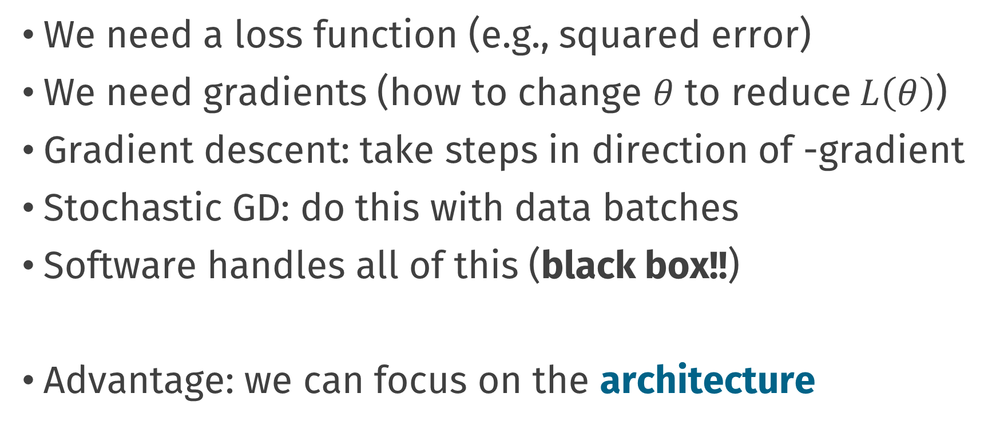 • We need a loss function (e.g., squared error)
• We need gradients (how to change θ to reduce L(θ))
• Gradient descent: take steps in direction of -gradient
• Stochastic GD: do this with data batches
• Software handles all of this (black box!!)
• Advantage: we can focus on the architecture